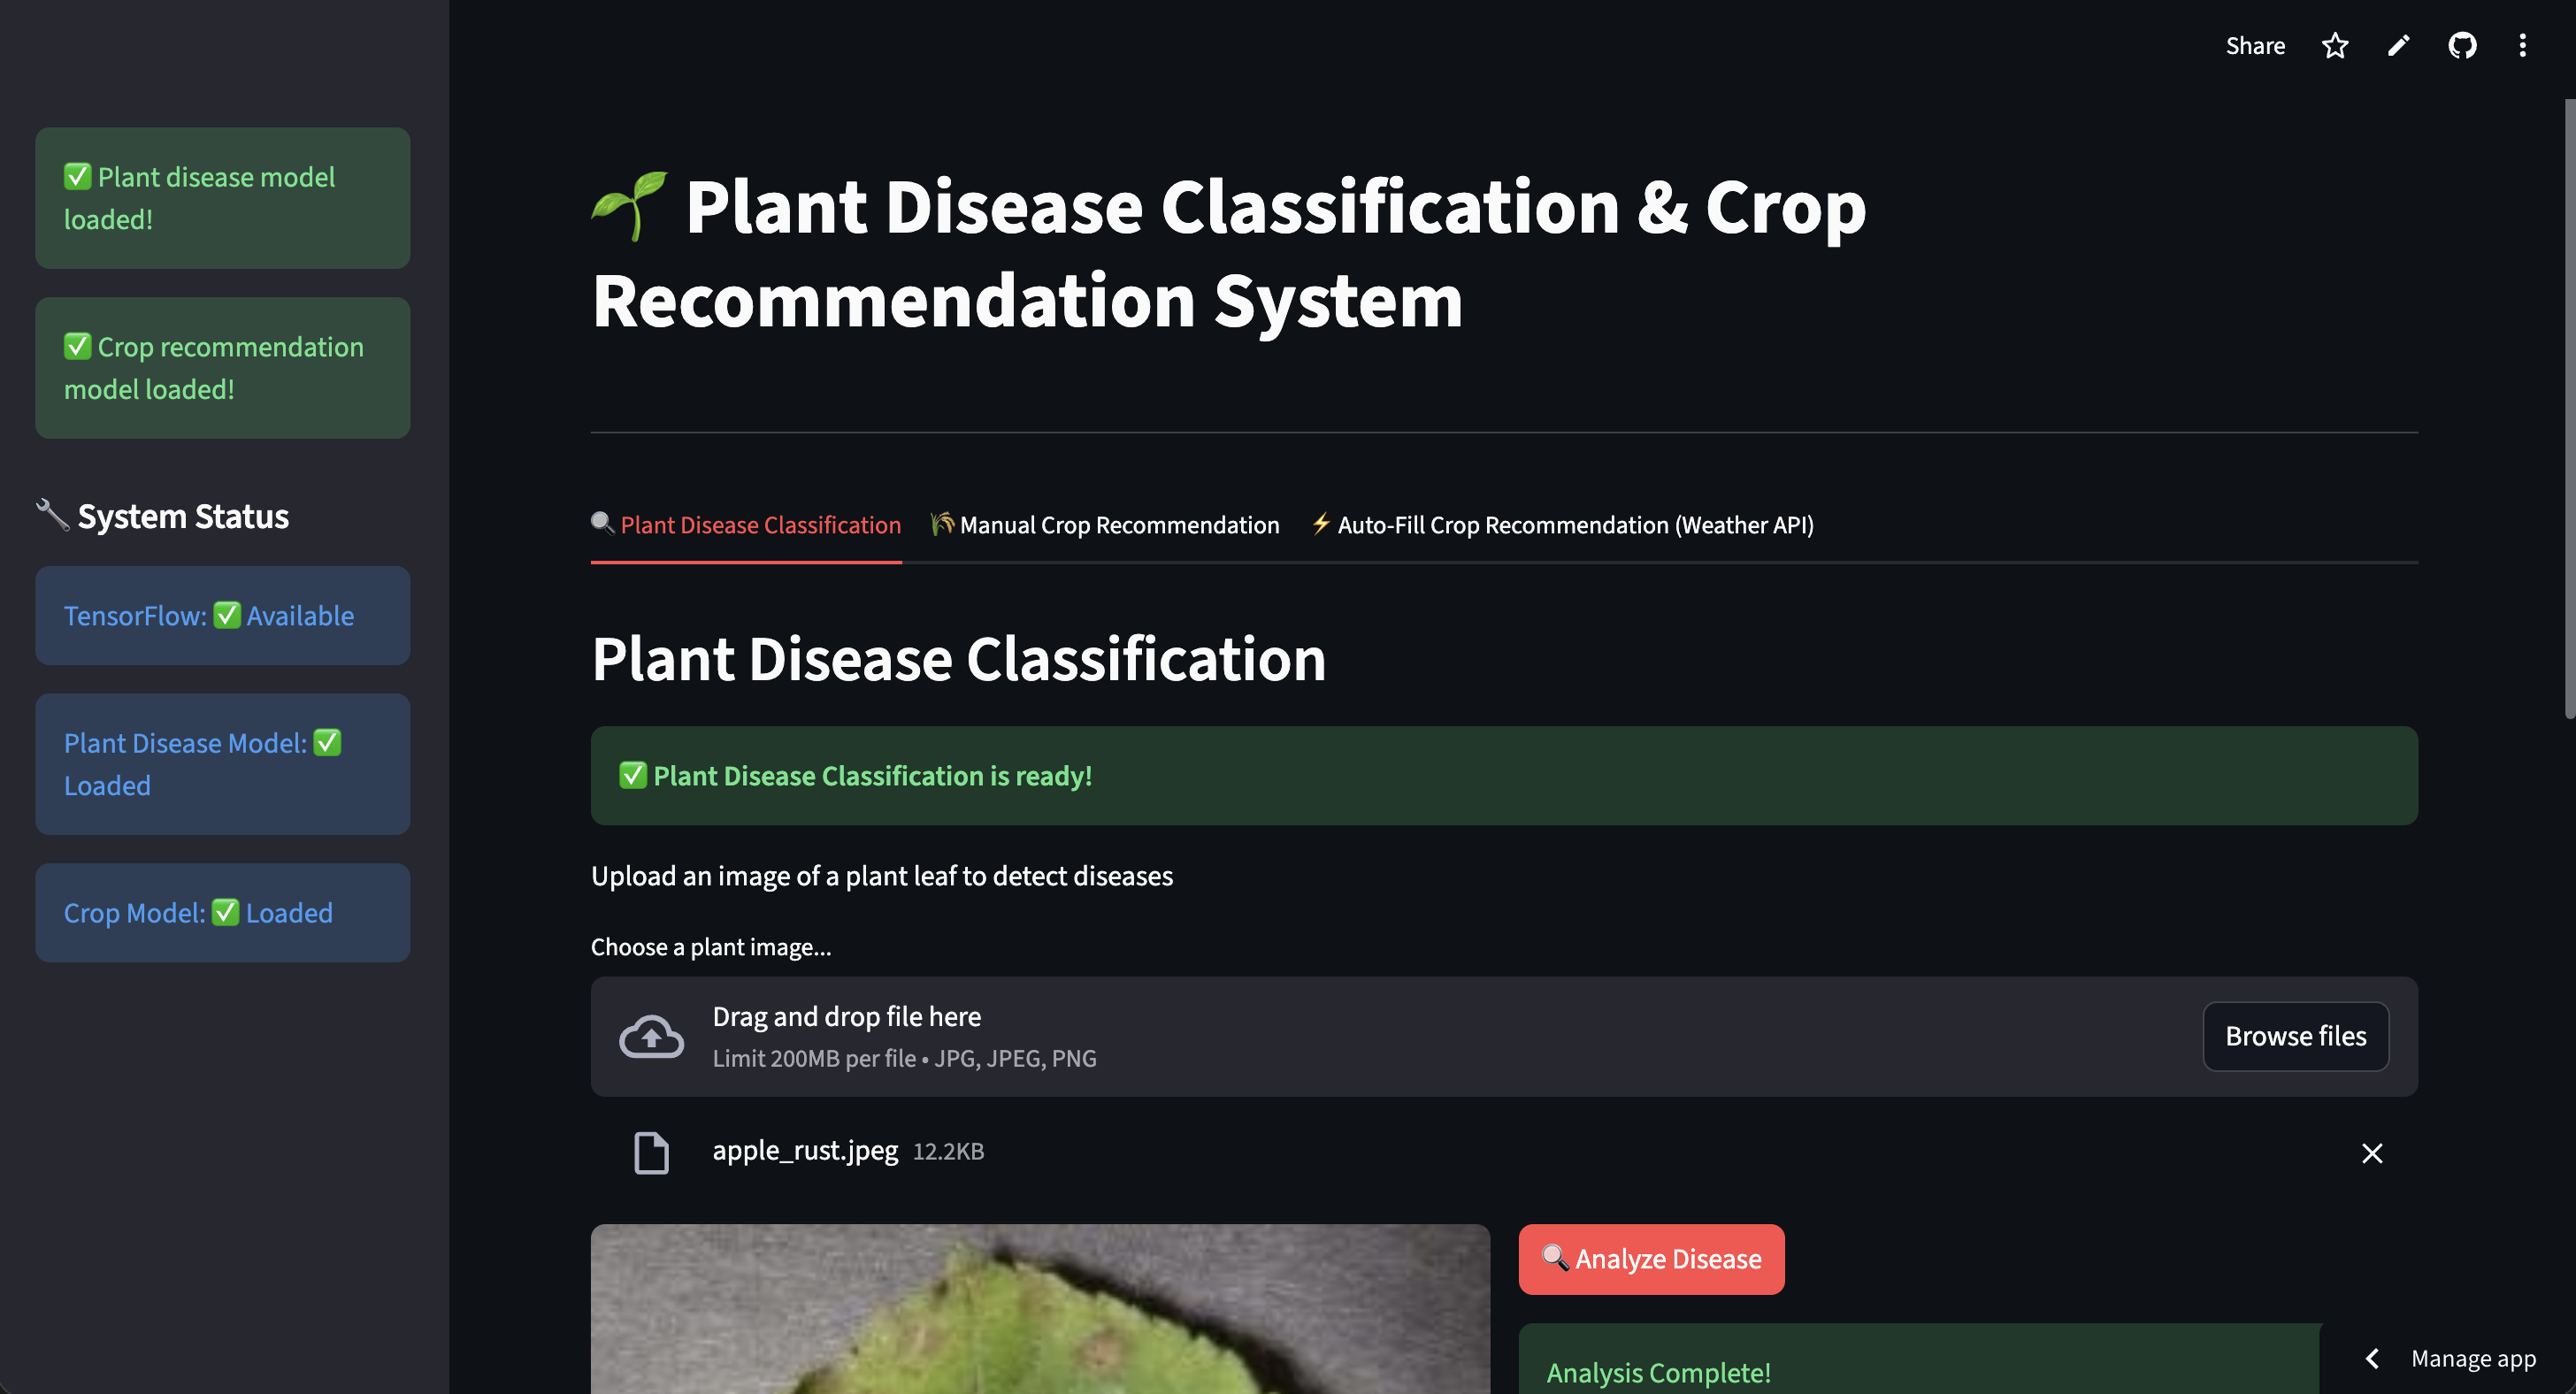 Share
✅ Plant disease model
loaded!
✅ Crop recommendation
model loaded!
🔧 System Status
TensorFlow: ✅ Available
Plant Disease Model: ✅
Loaded
Crop Model: ✅ Loaded
🌱 Plant Disease Classification & Crop
Recommendation System
🔍 Plant Disease Classification 🌾 Manual Crop Recommendation ⚡ Auto-Fill Crop Recommendation (Weather API)
Plant Disease Classification
✅ Plant Disease Classification is ready!
Upload an image of a plant leaf to detect diseases
Choose a plant image...
Drag and drop file here
Limit 200MB per file • JPG, JPEG, PNG
Browse files
apple_rust.jpeg 12.2KB
🔍 Analyze Disease
Analysis Complete!
Manage app